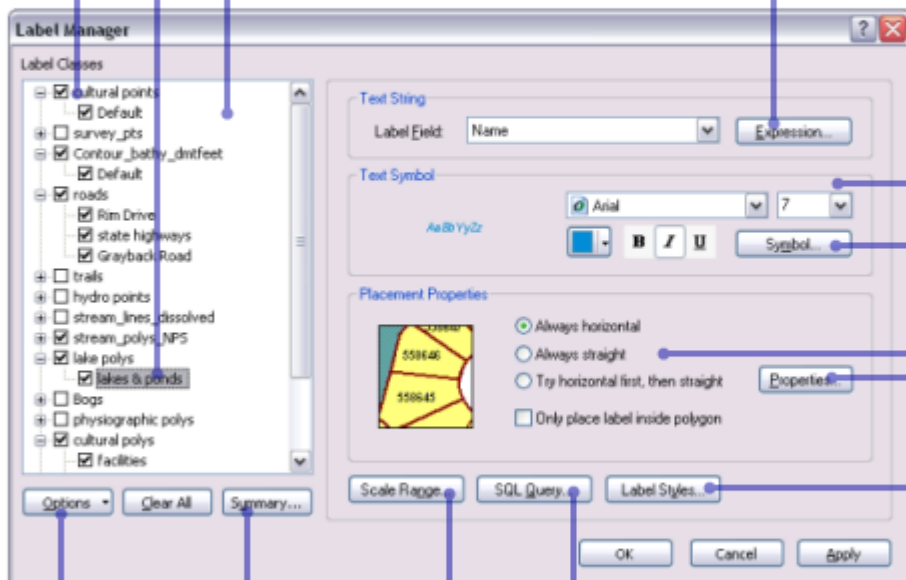 Label Manager
Label Classes
cultural points
Default
survey_pts
Contour_bathy_dmtfeet
Default
roads
Rim Drive
state highways
Grayback Road
trails
hydro points
stream_lines_dissolved
stream_polys_NPS
lake polys
lakes & ponds
Bogs
physiographic polys
cultural polys
facilities
Options
Clear All
Summary...
Text String
Label Field:
Name
Expression...
Text Symbol
AaBbYyZz
Arial
7
B I U
Symbol...
Placement Properties
558646
558645
Always horizontal
Always straight
Try horizontal first, then straight
Only place label inside polygon
Properties...
Scale Range...
SQL Query...
Label Styles...
OK
Cancel
Apply